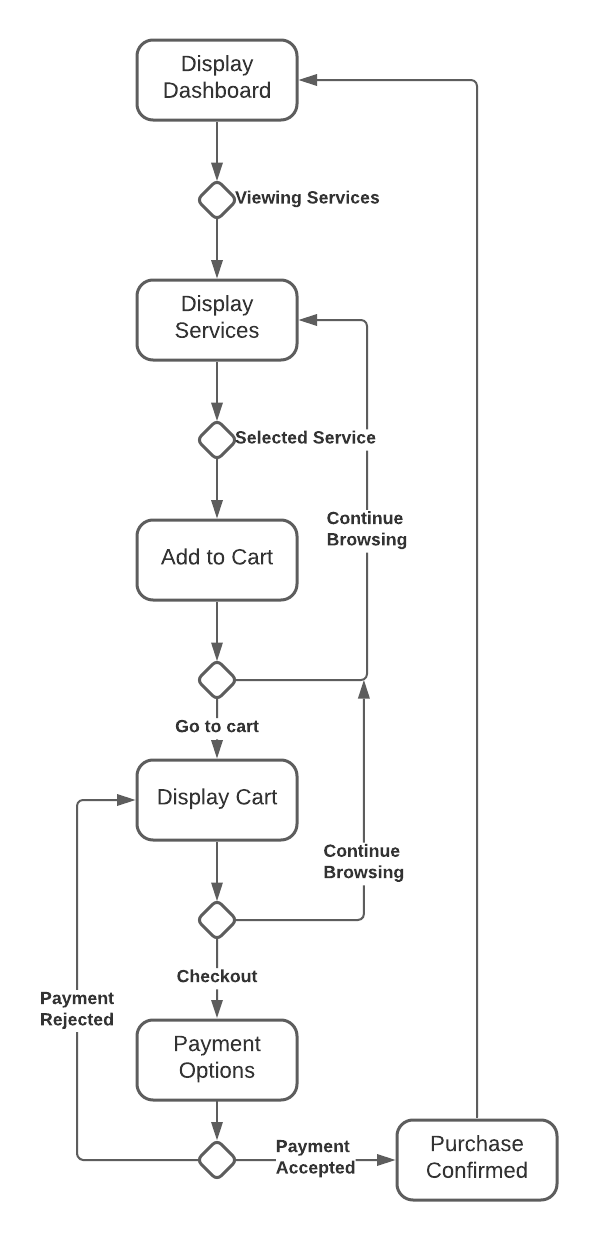 Display
Dashboard
Viewing Services
Display
Services
Selected Service
Continue
Browsing
Add to Cart
Go to cart
Display Cart
Continue
Browsing
Checkout
Payment
Rejected
Payment
Options
Payment
Accepted
Purchase
Confirmed